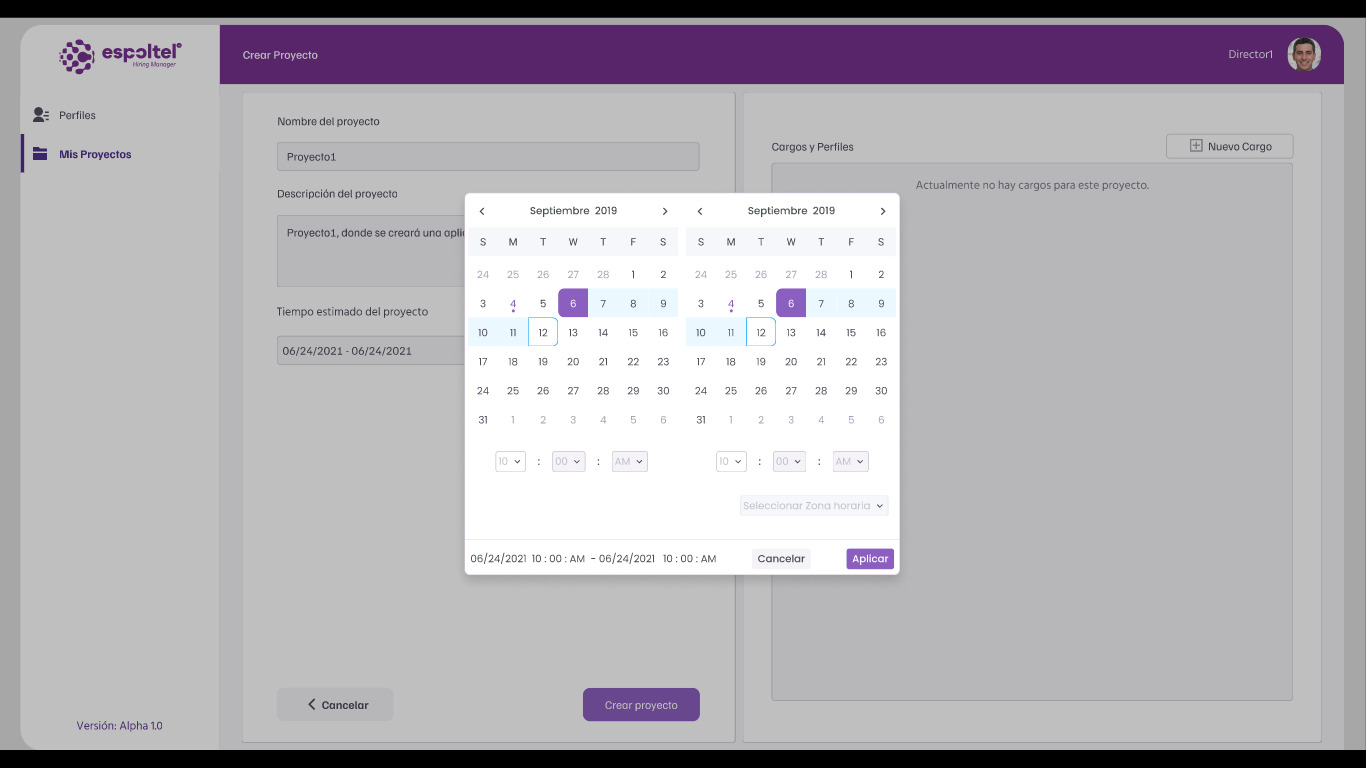 espoltel
Hiring Manager
Crear Proyecto
Director1
Perfiles
Mis Proyectos
Versión: Alpha 1.0
Nombre del proyecto
Proyecto1
Descripción del proyecto
Proyecto1, donde se creará una apli
Tiempo estimado del proyecto
06/24/2021 - 06/24/2021
Cancelar
Crear proyecto
Cargos y Perfiles
Nuevo Cargo
Actualmente no hay cargos para este proyecto.
Septiembre 2019
S M T W T F S
24 25 26 27 28 1 2
3 4 5 6 7 8 9
10 11 12 13 14 15 16
17 18 19 20 21 22 23
24 25 26 27 28 29 30
31 1 2 3 4 5 6
10 : 00 : AM
Septiembre 2019
S M T W T F S
24 25 26 27 28 1 2
3 4 5 6 7 8 9
10 11 12 13 14 15 16
17 18 19 20 21 22 23
24 25 26 27 28 29 30
31 1 2 3 4 5 6
10 : 00 : AM
Seleccionar Zona horaria
06/24/2021 10 : 00 : AM - 06/24/2021 10 : 00 : AM
Cancelar
Aplicar